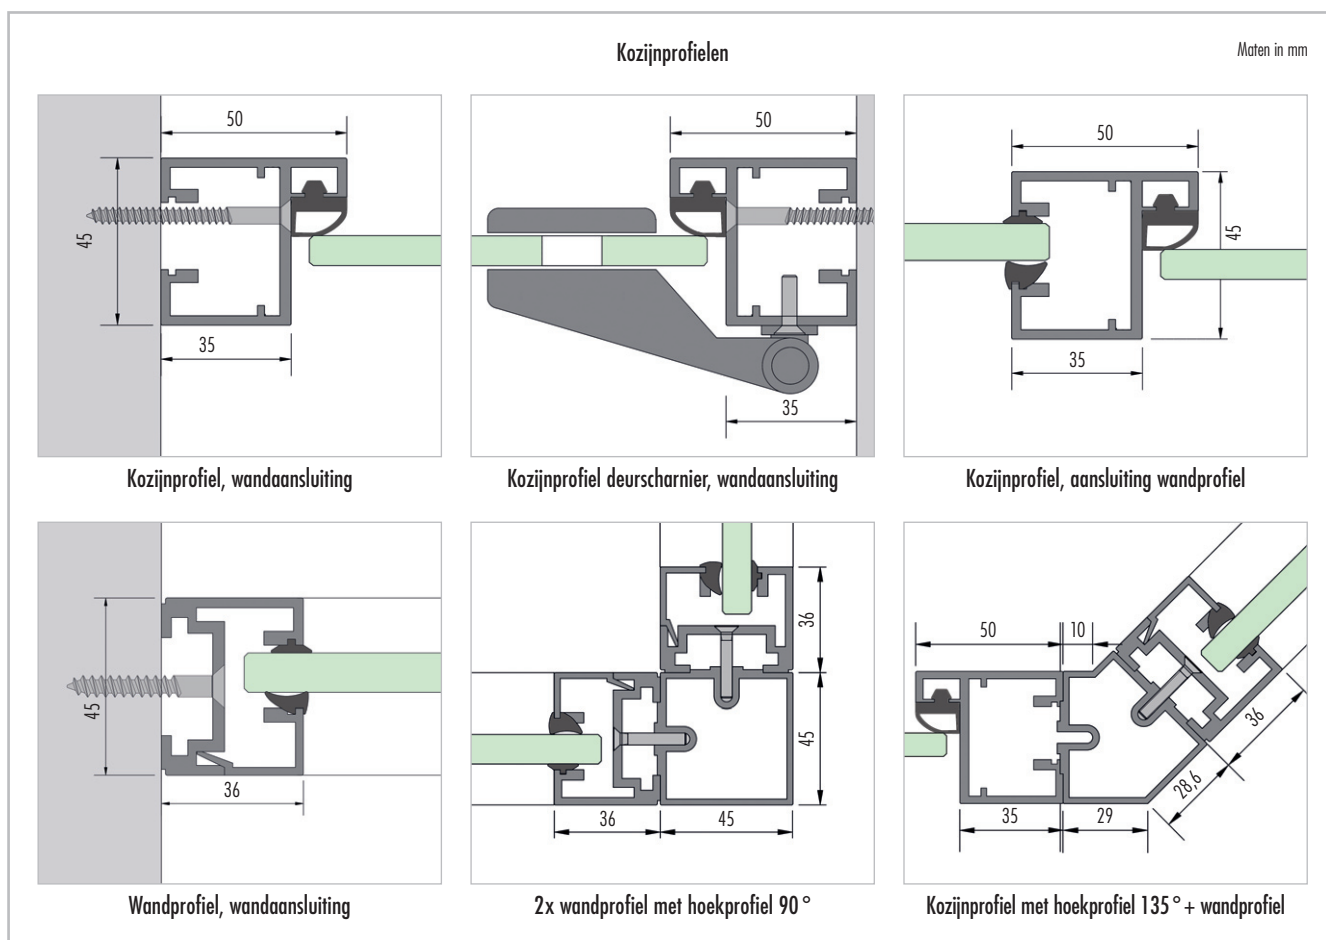 Kozijnprofielen
Maten in mm
50
45
35
Kozijnprofiel, wandaansluiting
50
35
Kozijnprofiel deurscharnier, wandaansluiting
50
45
35
Kozijnprofiel, aansluiting wandprofiel
45
36
Wandprofiel, wandaansluiting
36
45
36
45
2x wandprofiel met hoekprofiel 90°
50
10
36
28,6
35
29
Kozijnprofiel met hoekprofiel 135° + wandprofiel